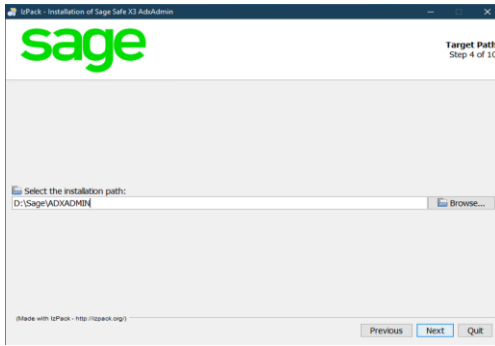 IzPack - Installation of Sage Safe X3 AdxAdmin
sage
Target Path
Step 4 of 10
Select the installation path:
D:\Sage\ADXADMIN
Browse...
(Made with IzPack - http://izpack.org/)
Previous
Next
Quit